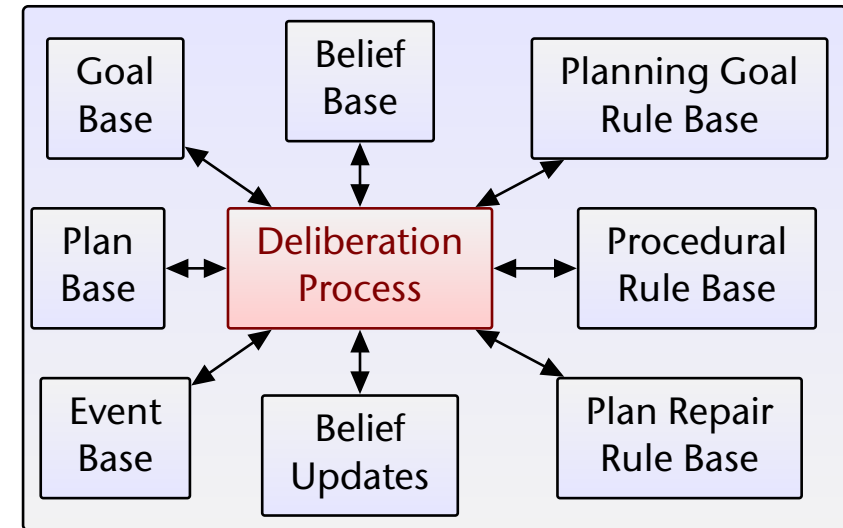 Goal
Base
Belief
Base
Planning Goal
Rule Base
Plan
Base
Deliberation
Process
Procedural
Rule Base
Event
Base
Belief
Updates
Plan Repair
Rule Base